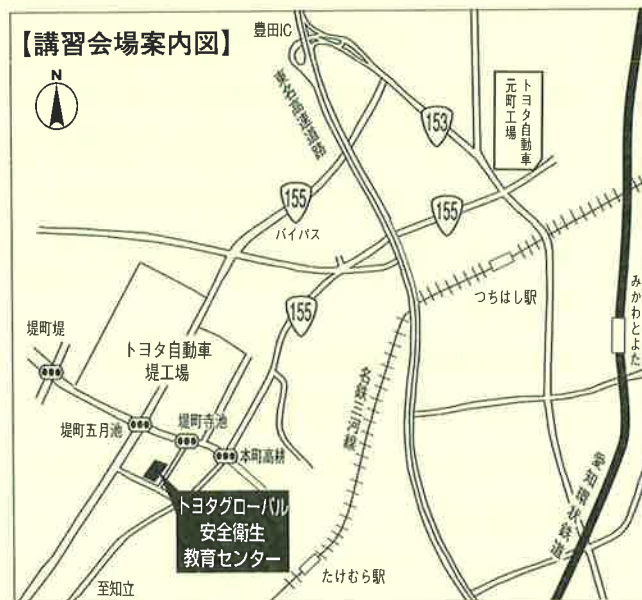 【講習会場案内図】
N
豊田IC
東名高速道路
153
トヨタ自動車
元町工場
155
バイパス
155
155
つちはし駅
みかわとよた
堤町堤
トヨタ自動車
堤工場
名鉄三河線
堤町五月池
堤町寺池
本町高耕
愛知環状鉄道
トヨタグローバル
安全衛生
教育センター
至知立
たけむら駅